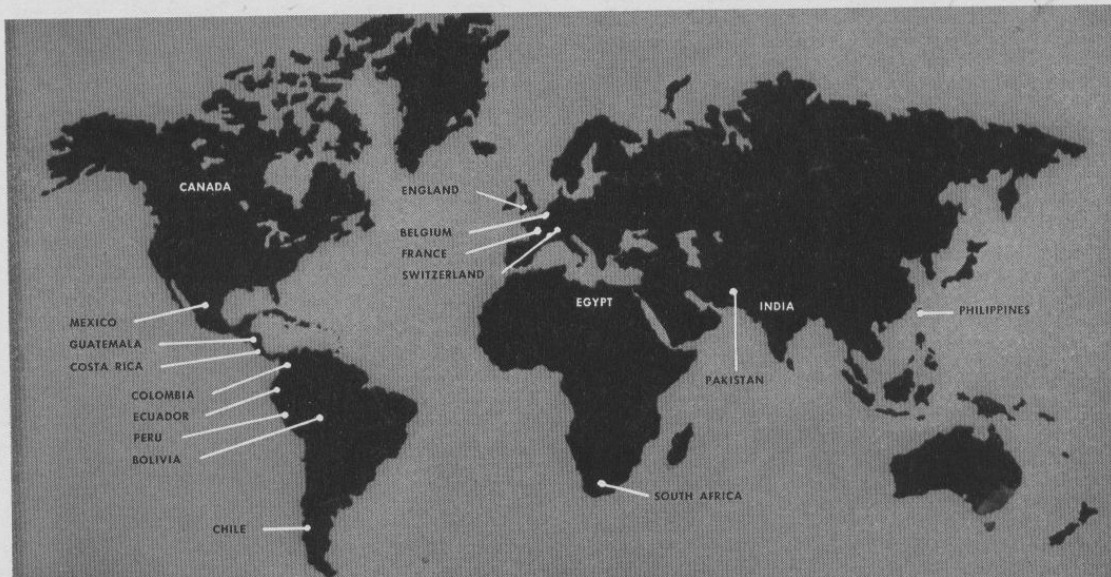 CANADA
ENGLAND
BELGIUM
FRANCE
SWITZERLAND
EGYPT
INDIA
PHILIPPINES
MEXICO
GUATEMALA
COSTA RICA
PAKISTAN
COLOMBIA
ECUADOR
PERU
BOLIVIA
SOUTH AFRICA
CHILE